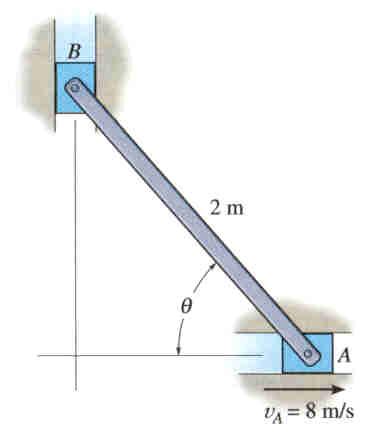 B
2 m
θ
A
v_A = 8 m/s